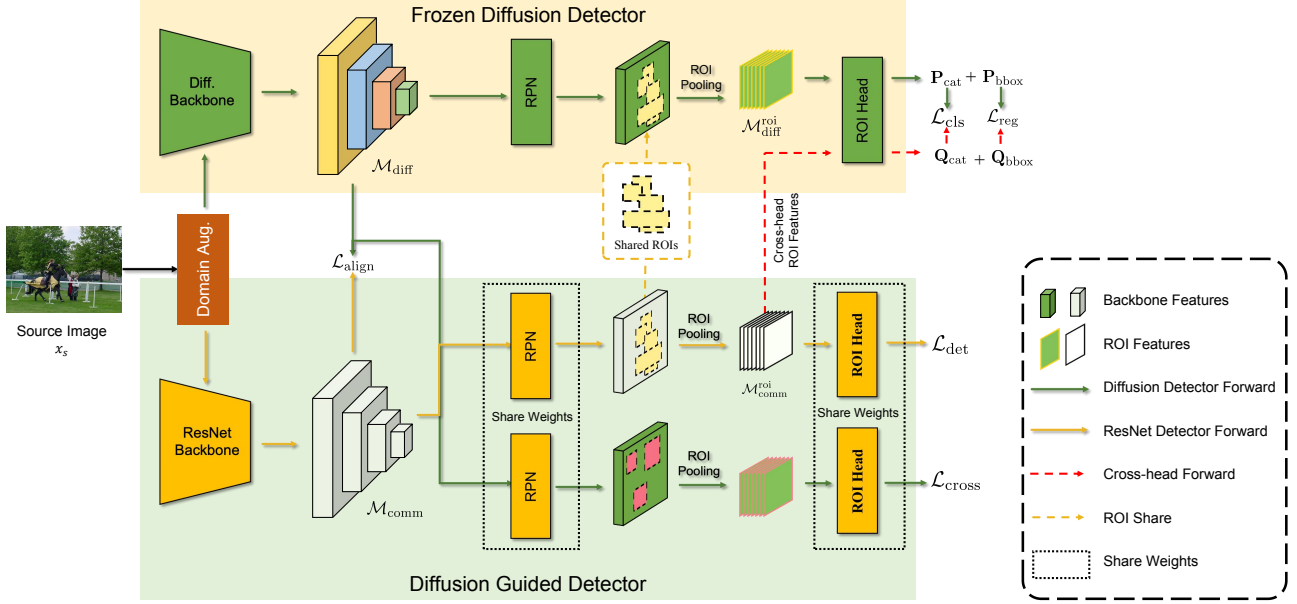 Frozen Diffusion Detector
Diff.
Backbone
M_diff
RPN
ROI
Pooling
M_diff^roi
ROI Head
P_cat + P_bbox
L_cls
L_reg
Q_cat + Q_bbox
Shared ROIs
Cross-head
ROI Features
Domain Aug.
Source Image
x_s
L_align
ResNet
Backbone
M_comm
RPN
Share Weights
RPN
ROI
Pooling
M_comm^roi
ROI
Pooling
ROI Head
Share Weights
ROI Head
L_det
L_cross
Diffusion Guided Detector
Backbone Features
ROI Features
Diffusion Detector Forward
ResNet Detector Forward
Cross-head Forward
ROI Share
Share Weights